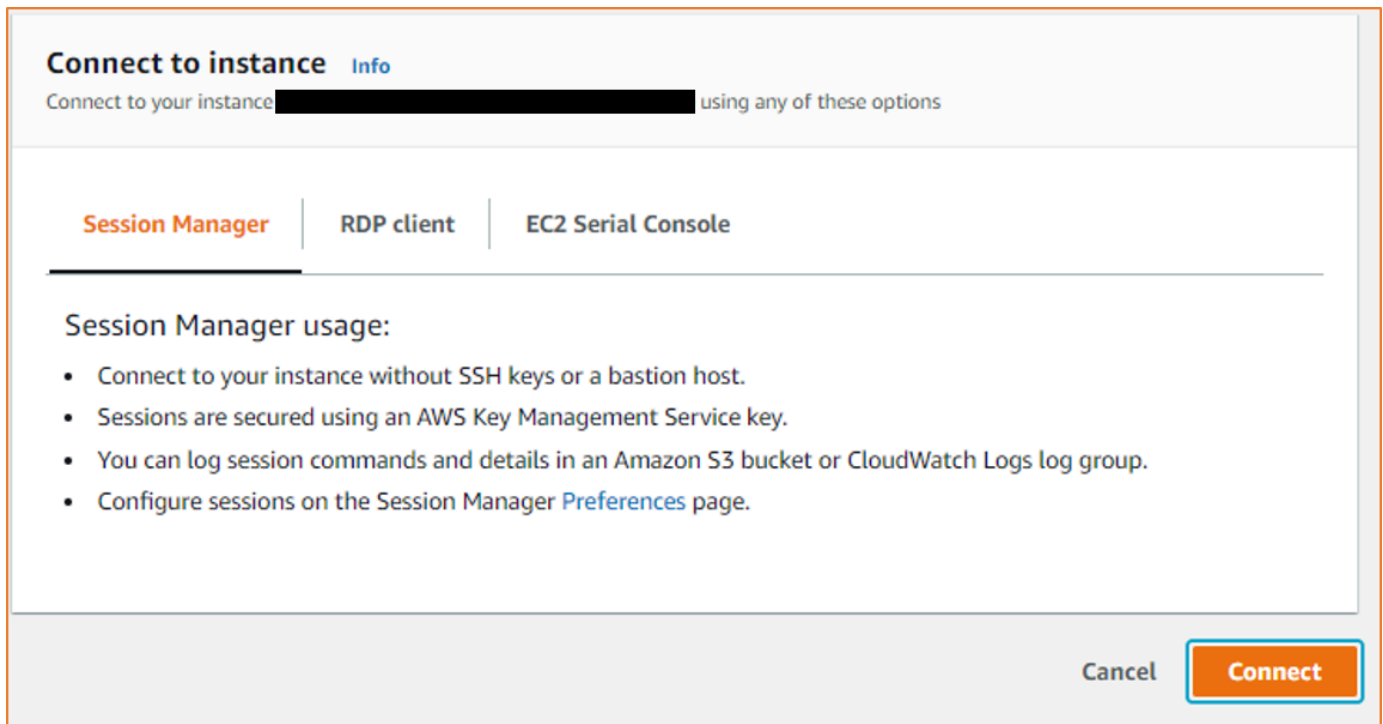 Connect to instance Info
Connect to your instance using any of these options
Session Manager RDP client EC2 Serial Console
Session Manager usage:
• Connect to your instance without SSH keys or a bastion host.
• Sessions are secured using an AWS Key Management Service key.
• You can log session commands and details in an Amazon S3 bucket or CloudWatch Logs log group.
• Configure sessions on the Session Manager Preferences page.
Cancel Connect